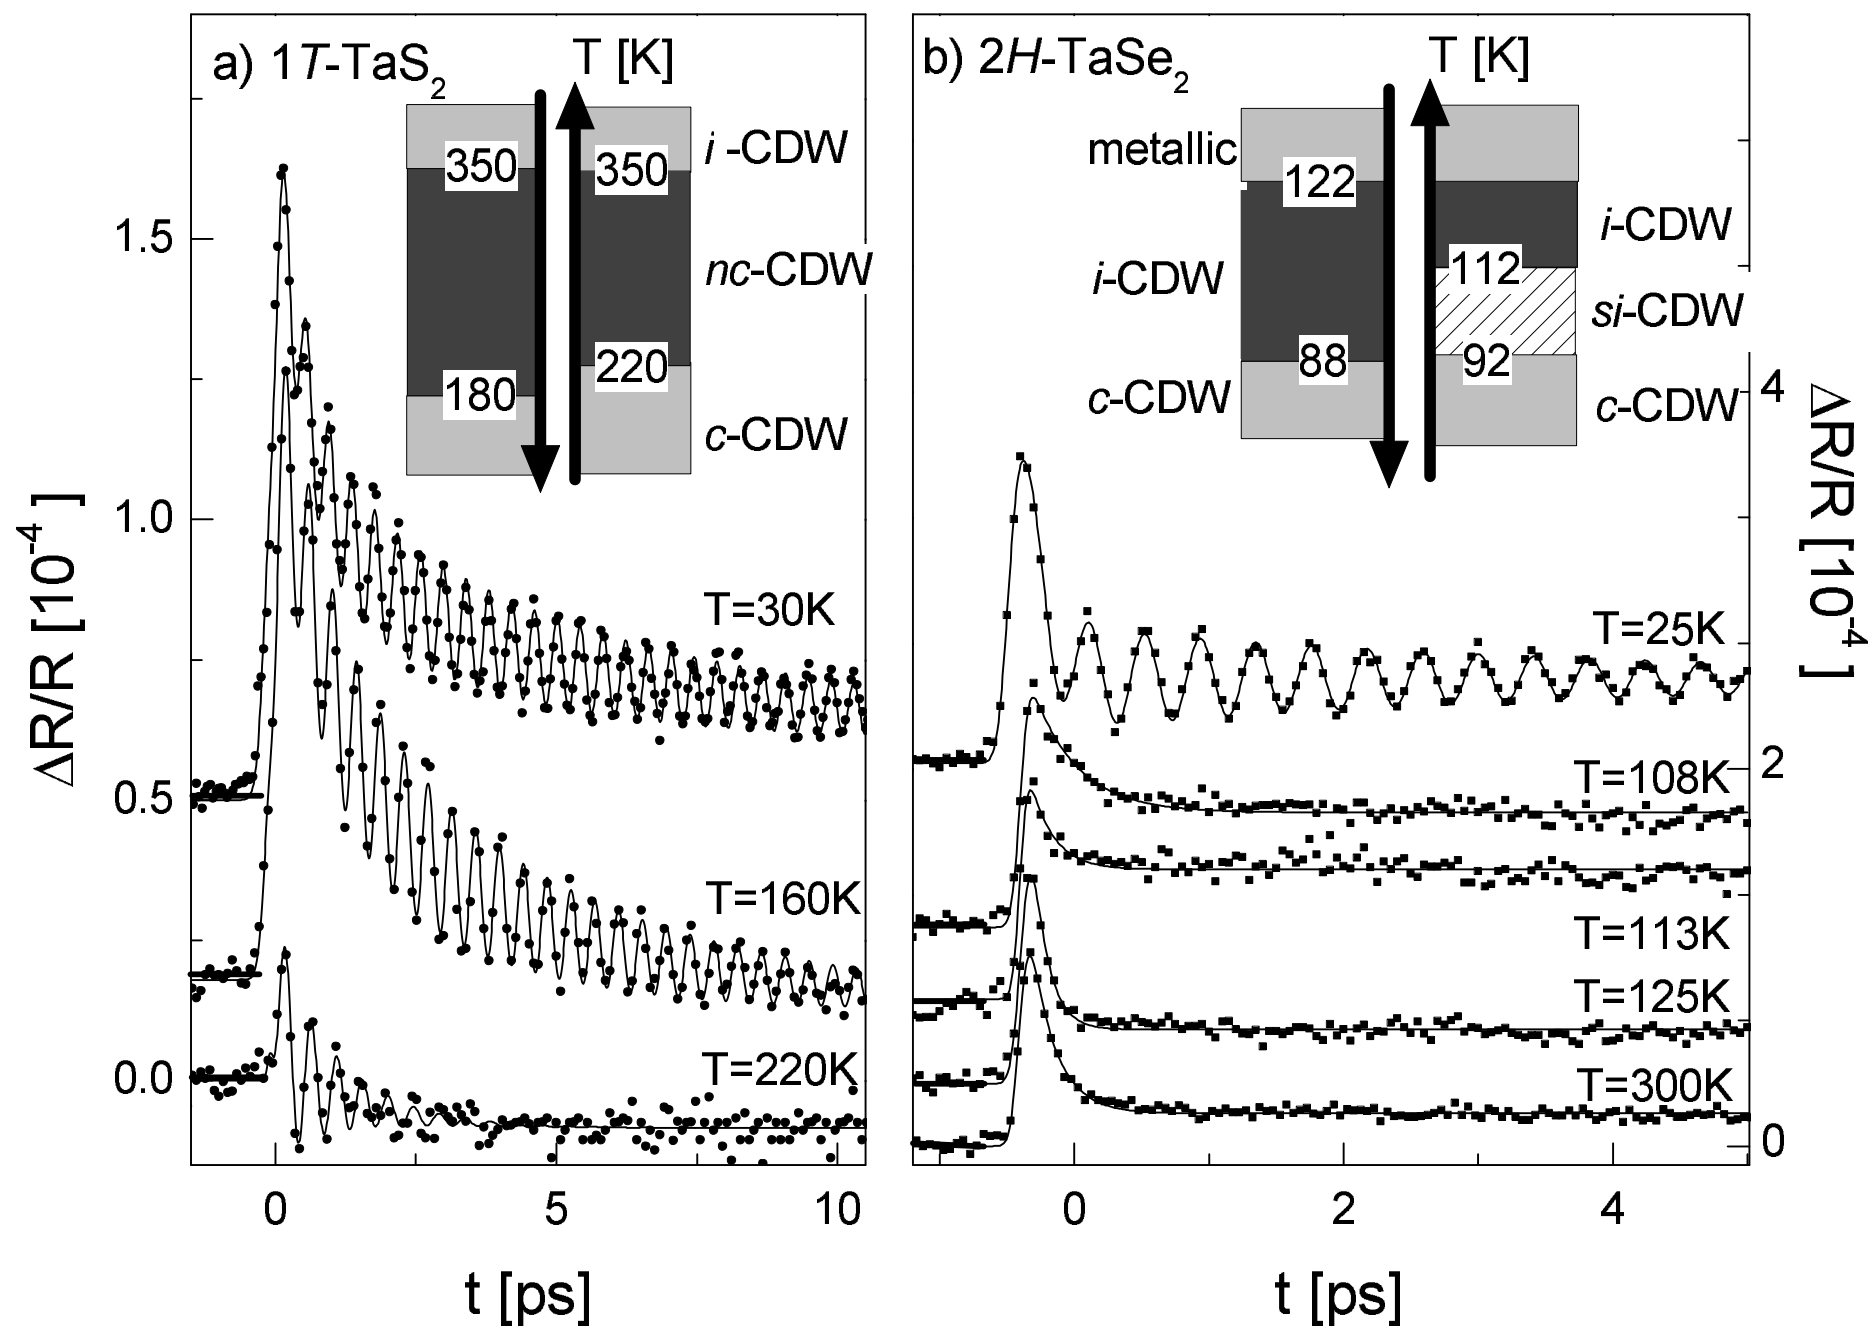 a) 1T-TaS2
T [K]
350
350
i -CDW
nc-CDW
220
180
c-CDW
1.5
1.0
0.5
0.0
ΔR/R [10-4]
T=30K
T=160K
T=220K
0
5
10
t [ps]
b) 2H-TaSe2
T [K]
metallic
122
i-CDW
i-CDW
112
si-CDW
88
92
c-CDW
c-CDW
4
2
0
ΔR/R [10-4]
T=25K
T=108K
T=113K
T=125K
T=300K
0
2
4
t [ps]